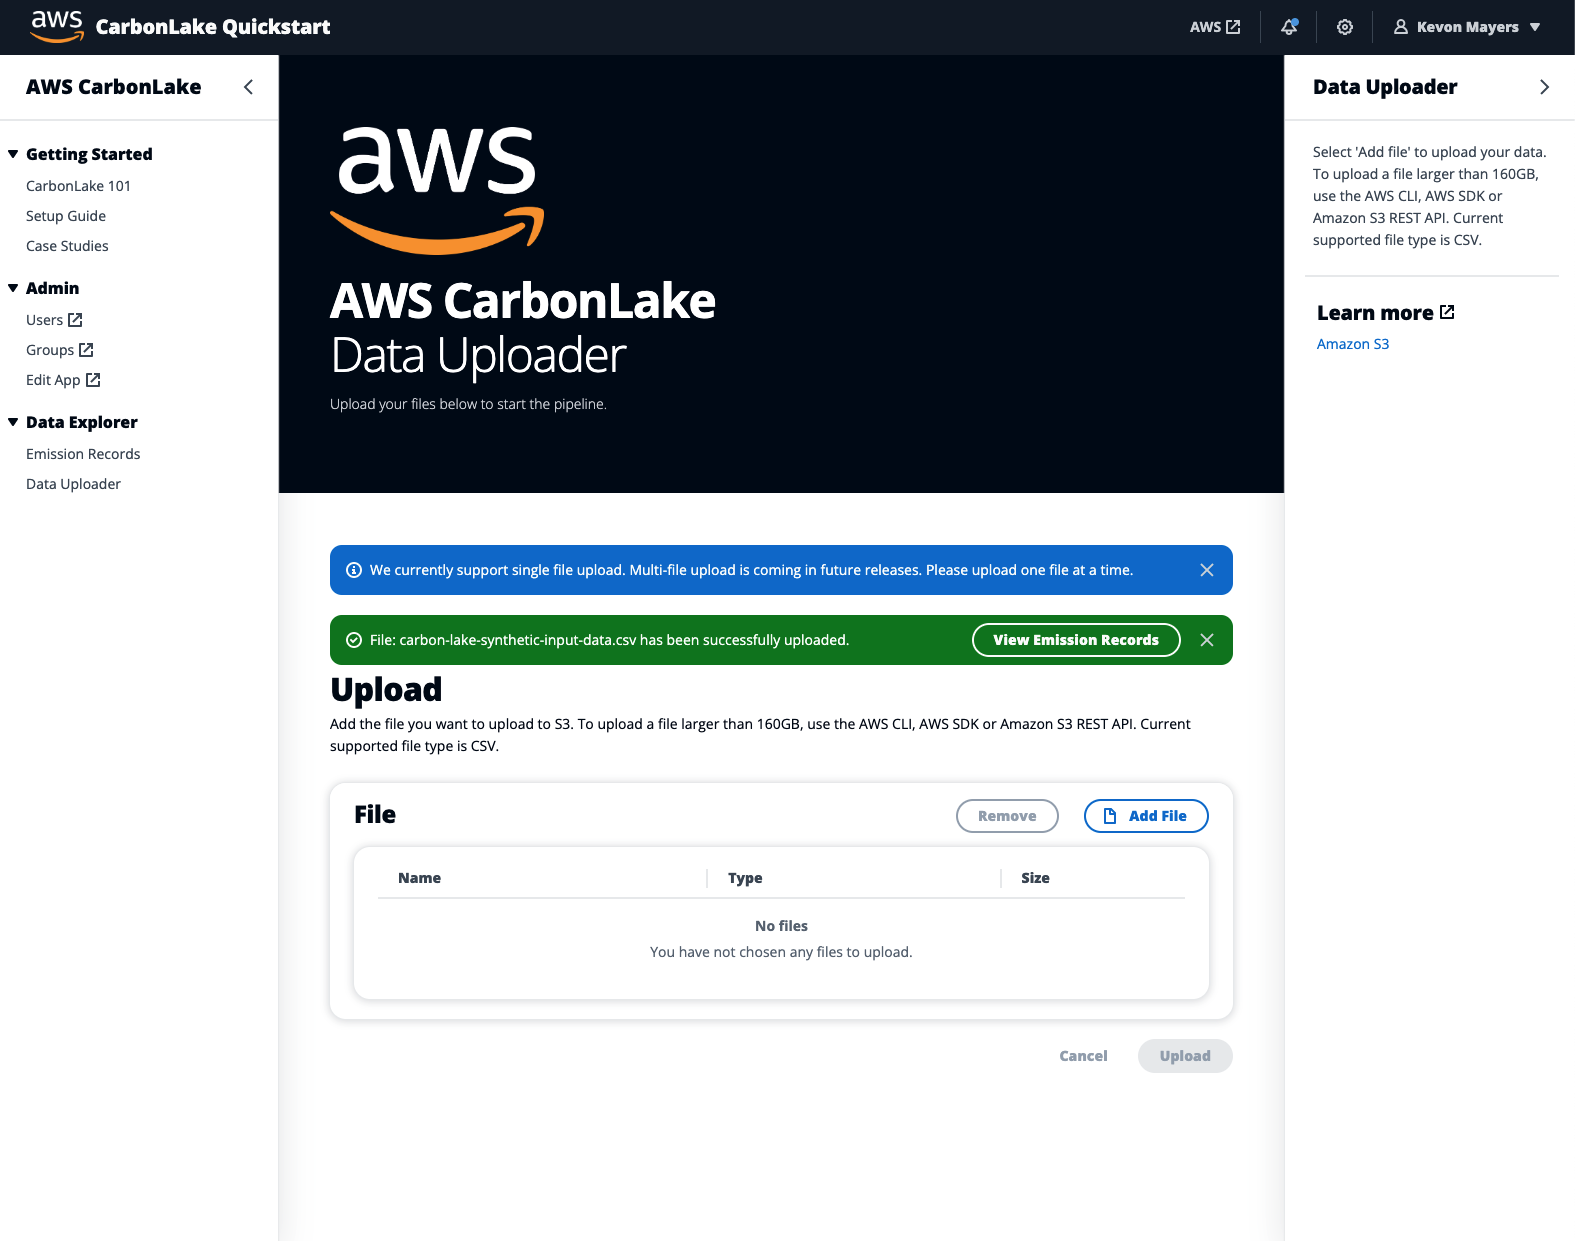 aws CarbonLake Quickstart
AWS
Kevon Mayers
AWS CarbonLake
Getting Started
CarbonLake 101
Setup Guide
Case Studies
Admin
Users
Groups
Edit App
Data Explorer
Emission Records
Data Uploader
aws
AWS CarbonLake
Data Uploader
Upload your files below to start the pipeline.
We currently support single file upload. Multi-file upload is coming in future releases. Please upload one file at a time.
File: carbon-lake-synthetic-input-data.csv has been successfully uploaded.
View Emission Records
Upload
Add the file you want to upload to S3. To upload a file larger than 160GB, use the AWS CLI, AWS SDK or Amazon S3 REST API. Current
supported file type is CSV.
File
Remove
Add File
Name Type Size
No files
You have not chosen any files to upload.
Cancel
Upload
Data Uploader
Select 'Add file' to upload your data.
To upload a file larger than 160GB,
use the AWS CLI, AWS SDK or
Amazon S3 REST API. Current
supported file type is CSV.
Learn more
Amazon S3